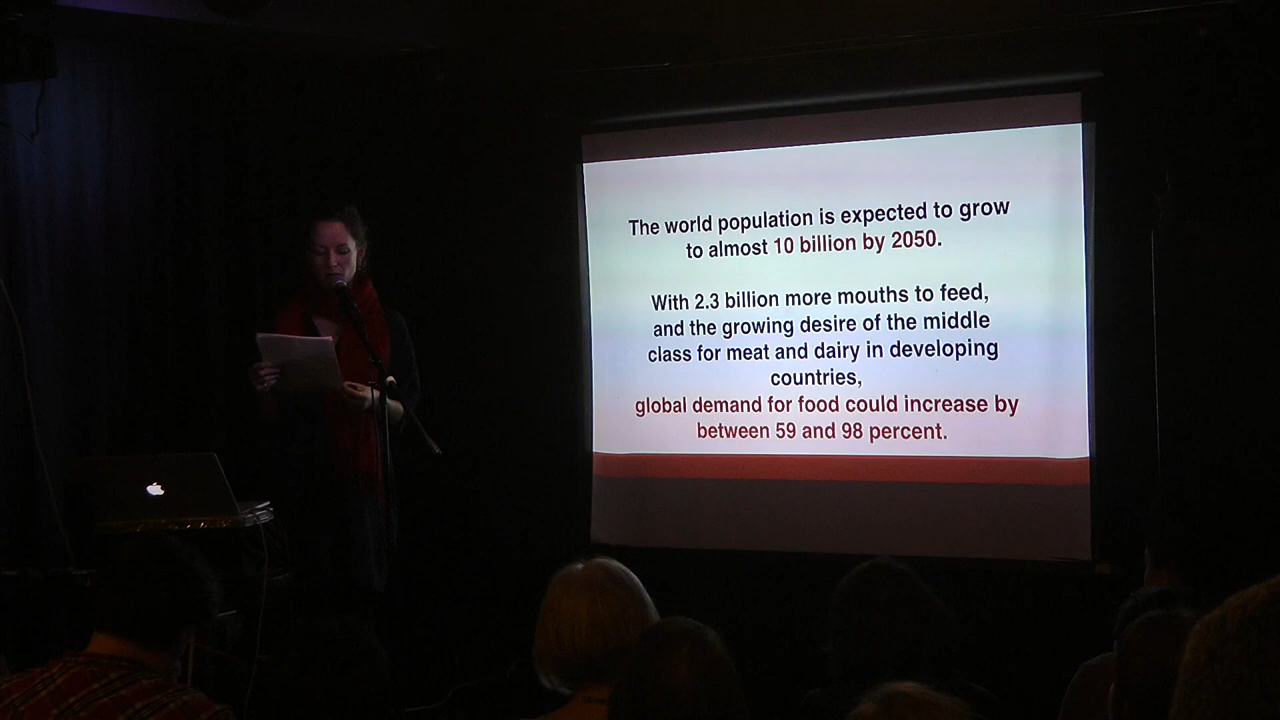 The world population is expected to grow
to almost 10 billion by 2050.
With 2.3 billion more mouths to feed,
and the growing desire of the middle
class for meat and dairy in developing
countries,
global demand for food could increase by
between 59 and 98 percent.